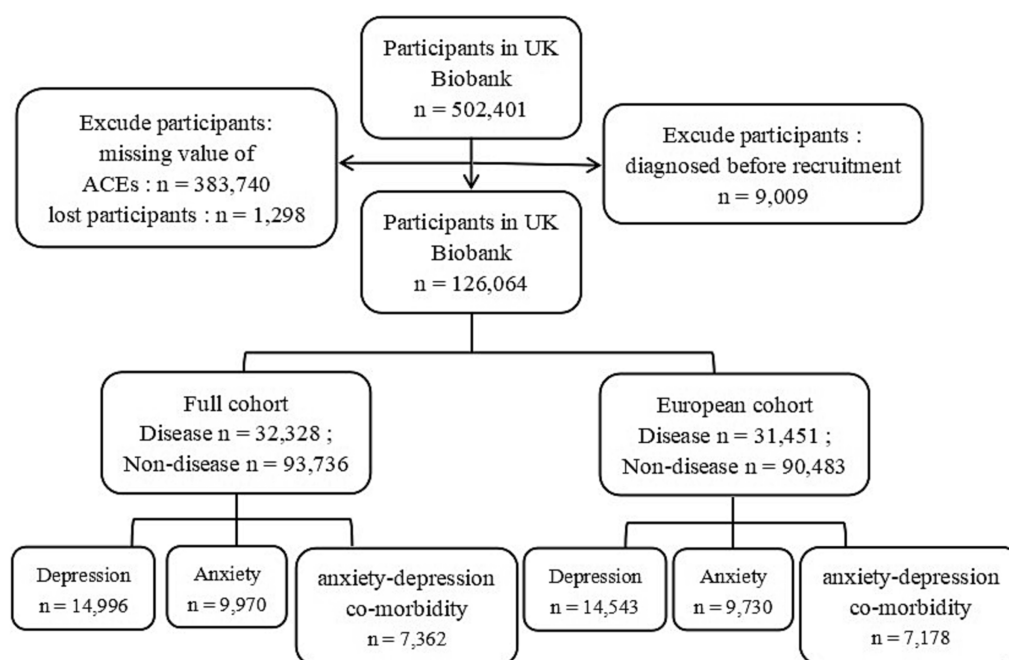 Participants in UK
Biobank
n = 502,401
Excude participants:
missing value of
ACEs : n = 383,740
lost participants : n = 1,298
Excude participants :
diagnosed before recruitment
n = 9,009
Participants in UK
Biobank
n = 126,064
Full cohort
Disease n = 32,328 ;
Non-disease n = 93,736
European cohort
Disease n = 31,451 ;
Non-disease n = 90,483
Depression
n = 14,996
Anxiety
n = 9,970
anxiety-depression
co-morbidity
n = 7,362
Depression
n = 14,543
Anxiety
n = 9,730
anxiety-depression
co-morbidity
n = 7,178